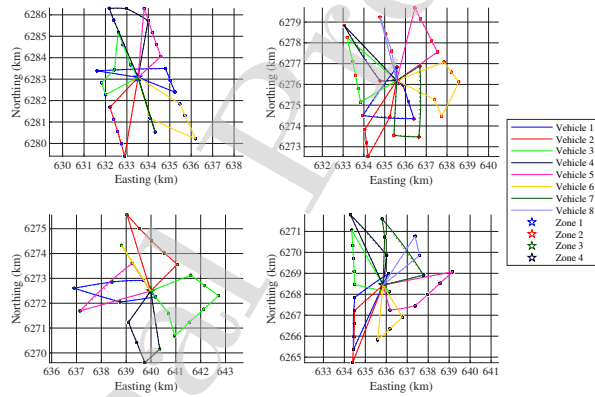 6286
6285
6284
6283
6282
6281
6280
Northing (km)
630 631 632 633 634 635 636 637 638
Easting (km)
6279
6278
6277
6276
6275
6274
6273
Northing (km)
632 633 634 635 636 637 638 639 640
Easting (km)
6275
6274
6273
6272
6271
6270
Northing (km)
636 637 638 639 640 641 642 643
Easting (km)
6271
6270
6269
6268
6267
6266
6265
Northing (km)
633 634 635 636 637 638 639 640 641
Easting (km)
Vehicle 1
Vehicle 2
Vehicle 3
Vehicle 4
Vehicle 5
Vehicle 6
Vehicle 7
Vehicle 8
Zone 1
Zone 2
Zone 3
Zone 4